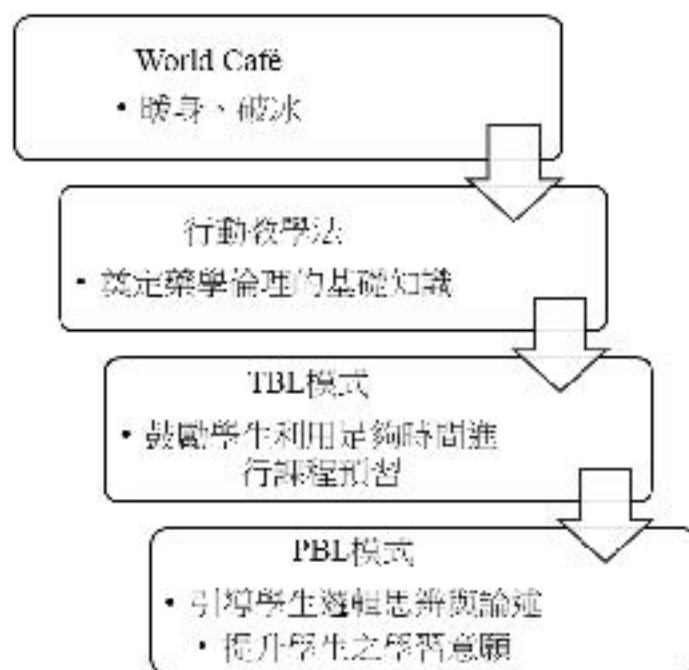 World Café
• 暖身、破冰
行動教學法
• 奠定藥學倫理的基礎知識
TBL模式
• 鼓勵學生利用足夠時間進
行課程預習
PBL模式
• 引導學生邏輯思辨與論述
• 提升學生之學習意願